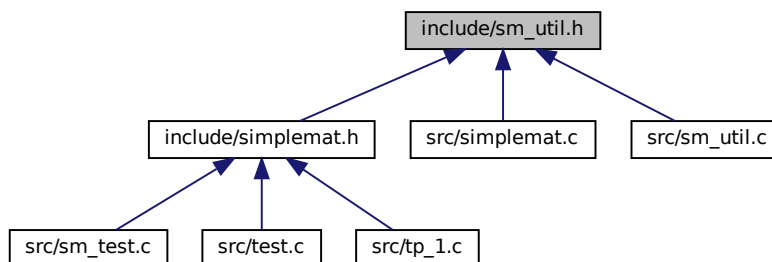 include/sm_util.h
include/simplemat.h
src/simplemat.c
src/sm_util.c
src/sm_test.c
src/test.c
src/tp_1.c